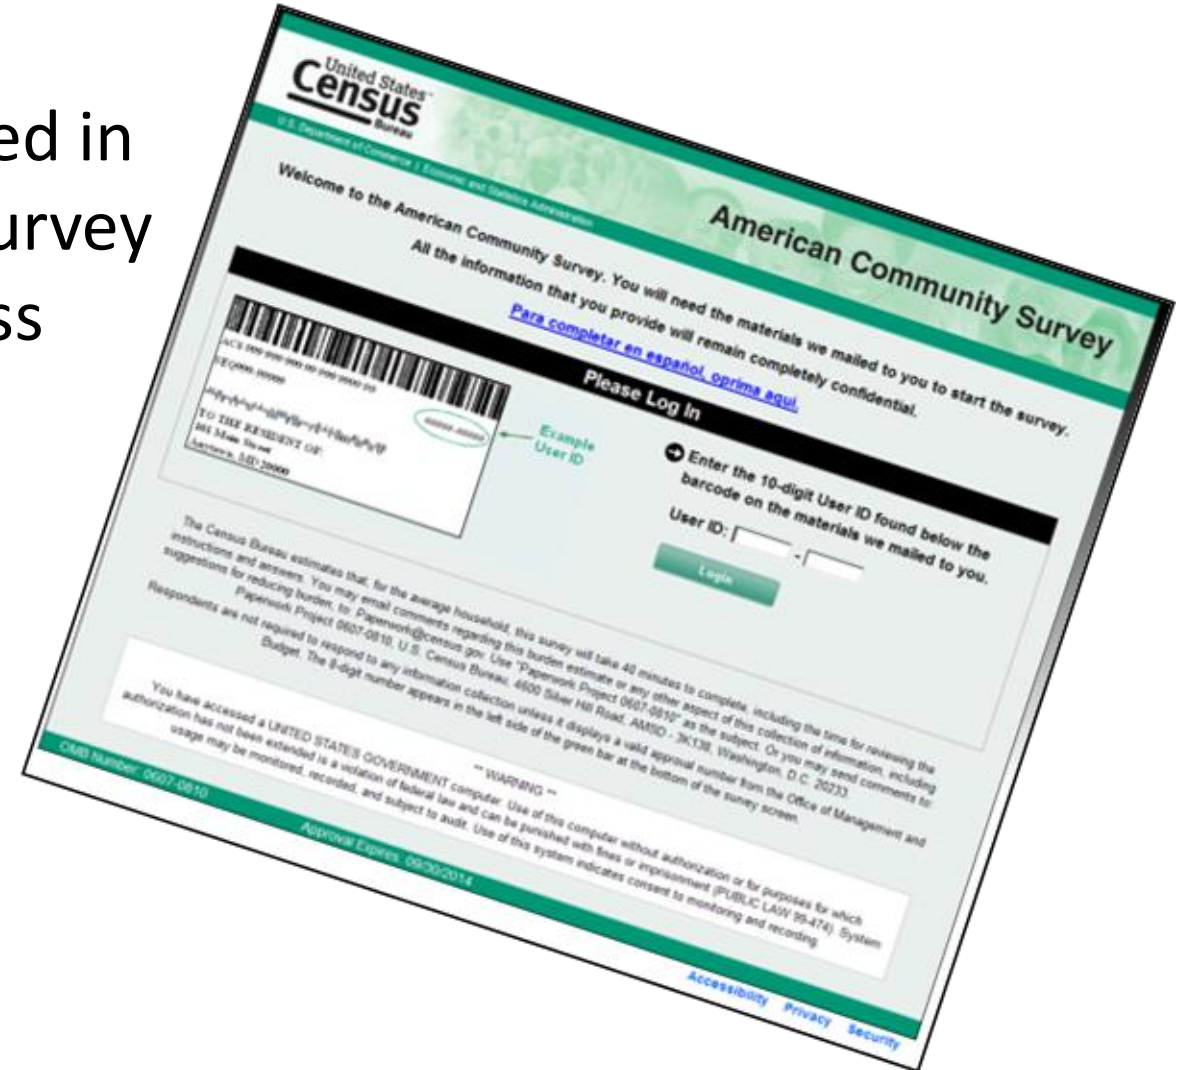 ed in
urvey
ss
United States™
Census
Bureau
U.S. Department of Commerce | Economic and Statistics Administration
American Community Survey
Welcome to the American Community Survey. You will need the materials we mailed to you to start the survey.
All the information that you provide will remain completely confidential.
Para completar en español, oprima aquí.
Please Log In
TO THE RESIDENT OF:
101 Main Street
Anytown, MD 20000
Example
User ID
Enter the 10-digit User ID found below the
barcode on the materials we mailed to you.
User ID:
-
Login
The Census Bureau estimates that, for the average household, this survey will take 40 minutes to complete, including the time for reviewing the
instructions and answers. You may email comments regarding this burden estimate or any other aspect of this collection of information, including
suggestions for reducing burden, to: Paperwork@census.gov. Use "Paperwork Project 0607-0810" as the subject. Or you may send comments to:
Paperwork Project 0607-0810, U.S. Census Bureau, 4600 Silver Hill Road, AMSD - 3K138, Washington, D.C. 20233.
Respondents are not required to respond to any information collection unless it displays a valid approval number from the Office of Management and
Budget. The 8-digit number appears in the left side of the green bar at the bottom of the survey screen.
** WARNING **
You have accessed a UNITED STATES GOVERNMENT computer. Use of this computer without authorization or for purposes for which
authorization has not been extended is a violation of federal law and can be punished with fines or imprisonment (PUBLIC LAW 99-474). System
usage may be monitored, recorded, and subject to audit. Use of this system indicates consent to monitoring and recording.
OMB Number: 0607-0810
Approval Expires: 09/30/2014
Accessibility
Privacy
Security